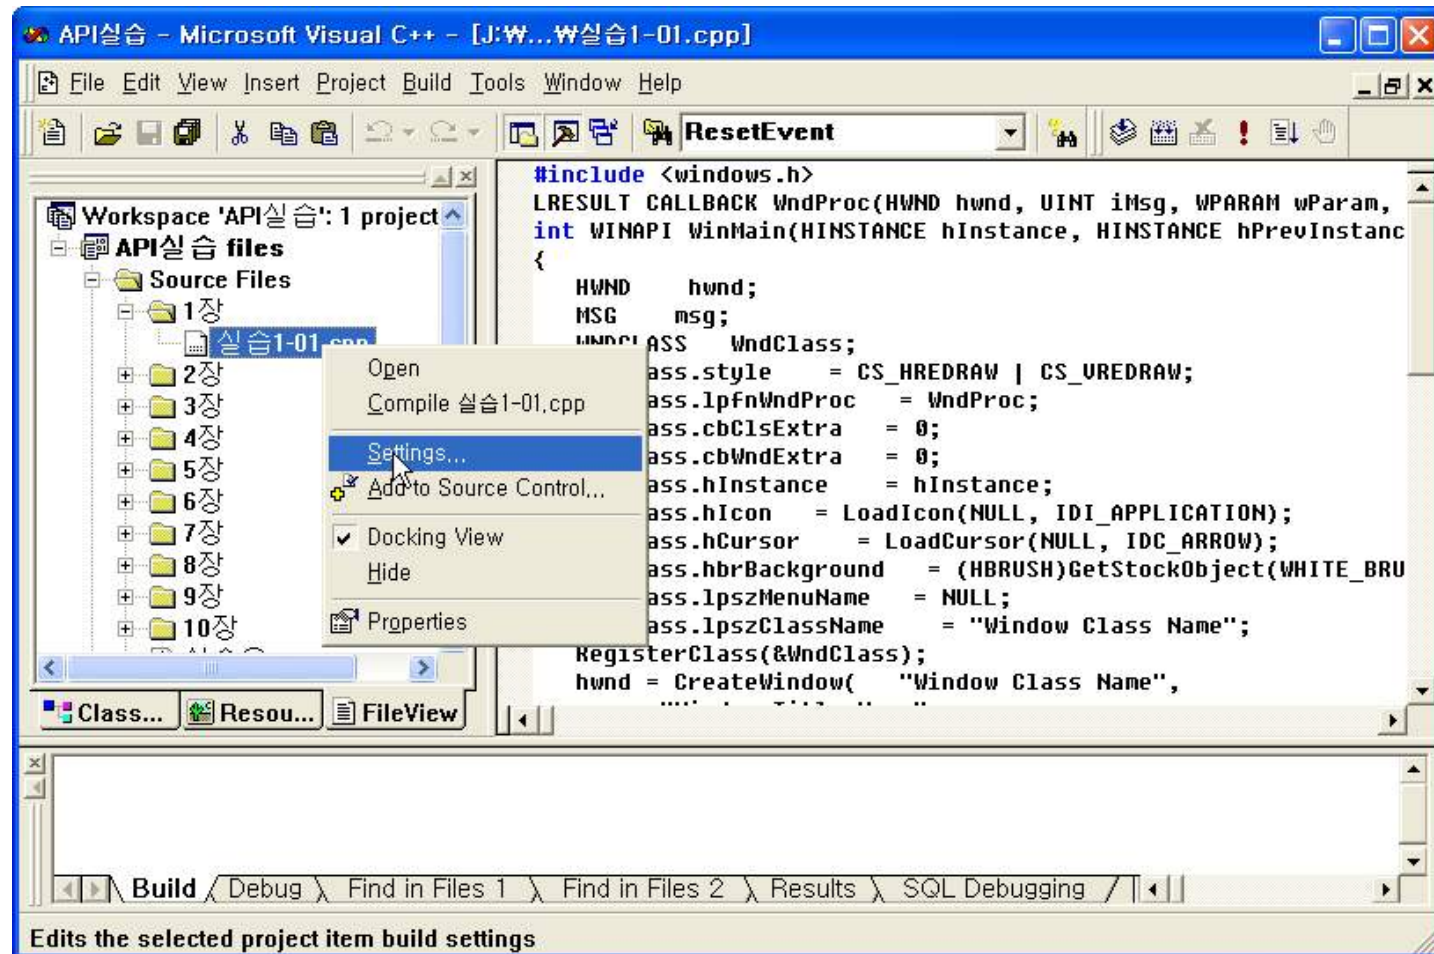 API실습 - Microsoft Visual C++ - [J:₩...₩실습1-01.cpp]
File Edit View Insert Project Build Tools Window Help
ResetEvent
Workspace 'API실습': 1 project
API실습 files
Source Files
1장
실습1-01.cpp
2장
3장
4장
5장
6장
7장
8장
9장
10장
Class... Resou... FileView
Open
Compile 실습1-01.cpp
Settings...
Add to Source Control...
Docking View
Hide
Properties
#include <windows.h>
LRESULT CALLBACK WndProc(HWND hwnd, UINT iMsg, WPARAM wParam,
int WINAPI WinMain(HINSTANCE hInstance, HINSTANCE hPrevInstanc
{
HWND hwnd;
MSG msg;
WNDCLASS WndClass;
ass.style = CS_HREDRAW | CS_VREDRAW;
ass.lpfnWndProc = WndProc;
ass.cbClsExtra = 0;
ass.cbWndExtra = 0;
ass.hInstance = hInstance;
ass.hIcon = LoadIcon(NULL, IDI_APPLICATION);
ass.hCursor = LoadCursor(NULL, IDC_ARROW);
ass.hbrBackground = (HBRUSH)GetStockObject(WHITE_BRU
ass.lpszMenuName = NULL;
ass.lpszClassName = "Window Class Name";
RegisterClass(&WndClass);
hwnd = CreateWindow( "Window Class Name",
Build Debug Find in Files 1 Find in Files 2 Results SQL Debugging
Edits the selected project item build settings